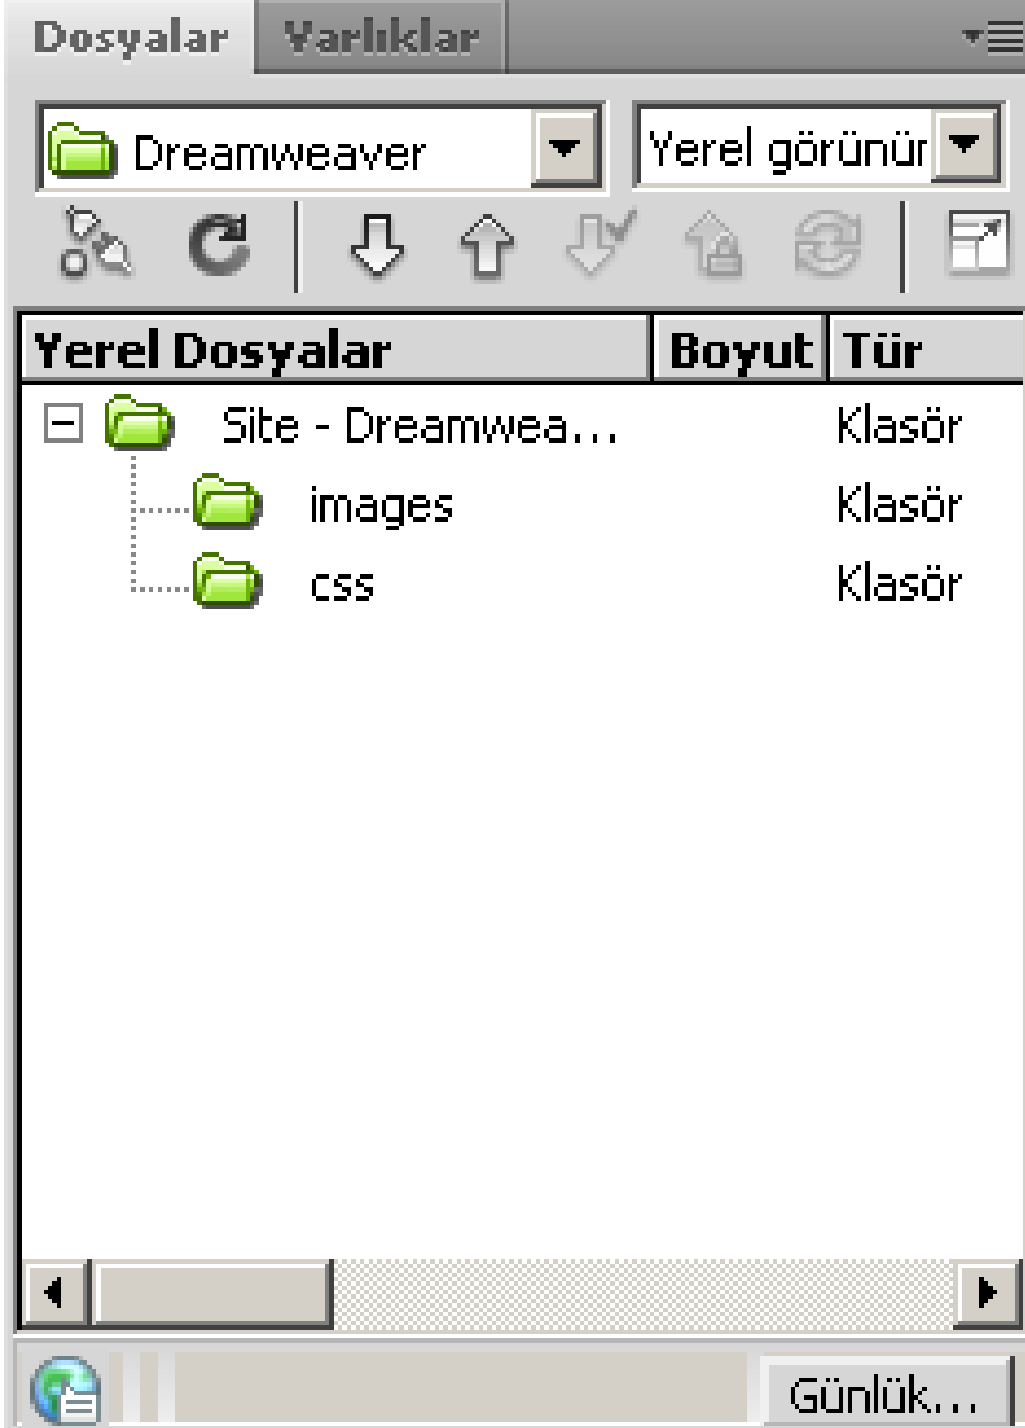 Dosyalar Varlıklar
Dreamweaver Yerel görünür
Yerel Dosyalar Boyut Tür
Site - Dreamwea... Klasör
images Klasör
css Klasör
Günlük...